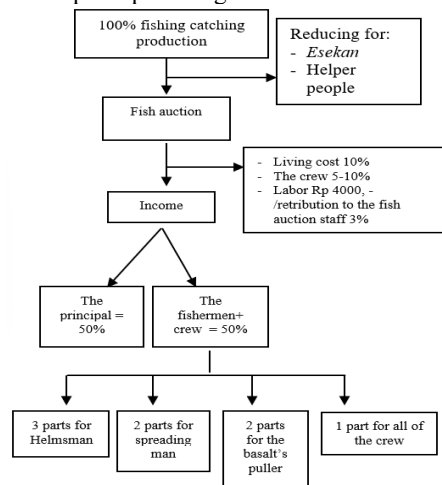 100% fishing catching
production
Reducing for:
- Esekan
- Helper
people
Fish auction
- Living cost 10%
- The crew 5-10%
- Labor Rp 4000, -
/retribution to the fish
auction staff 3%
Income
The
principal =
50%
The
fishermen+
crew = 50%
3 parts for
Helmsman
2 parts for
spreading
man
2 parts
for the
basalt's
puller
1 part for all of
the crew